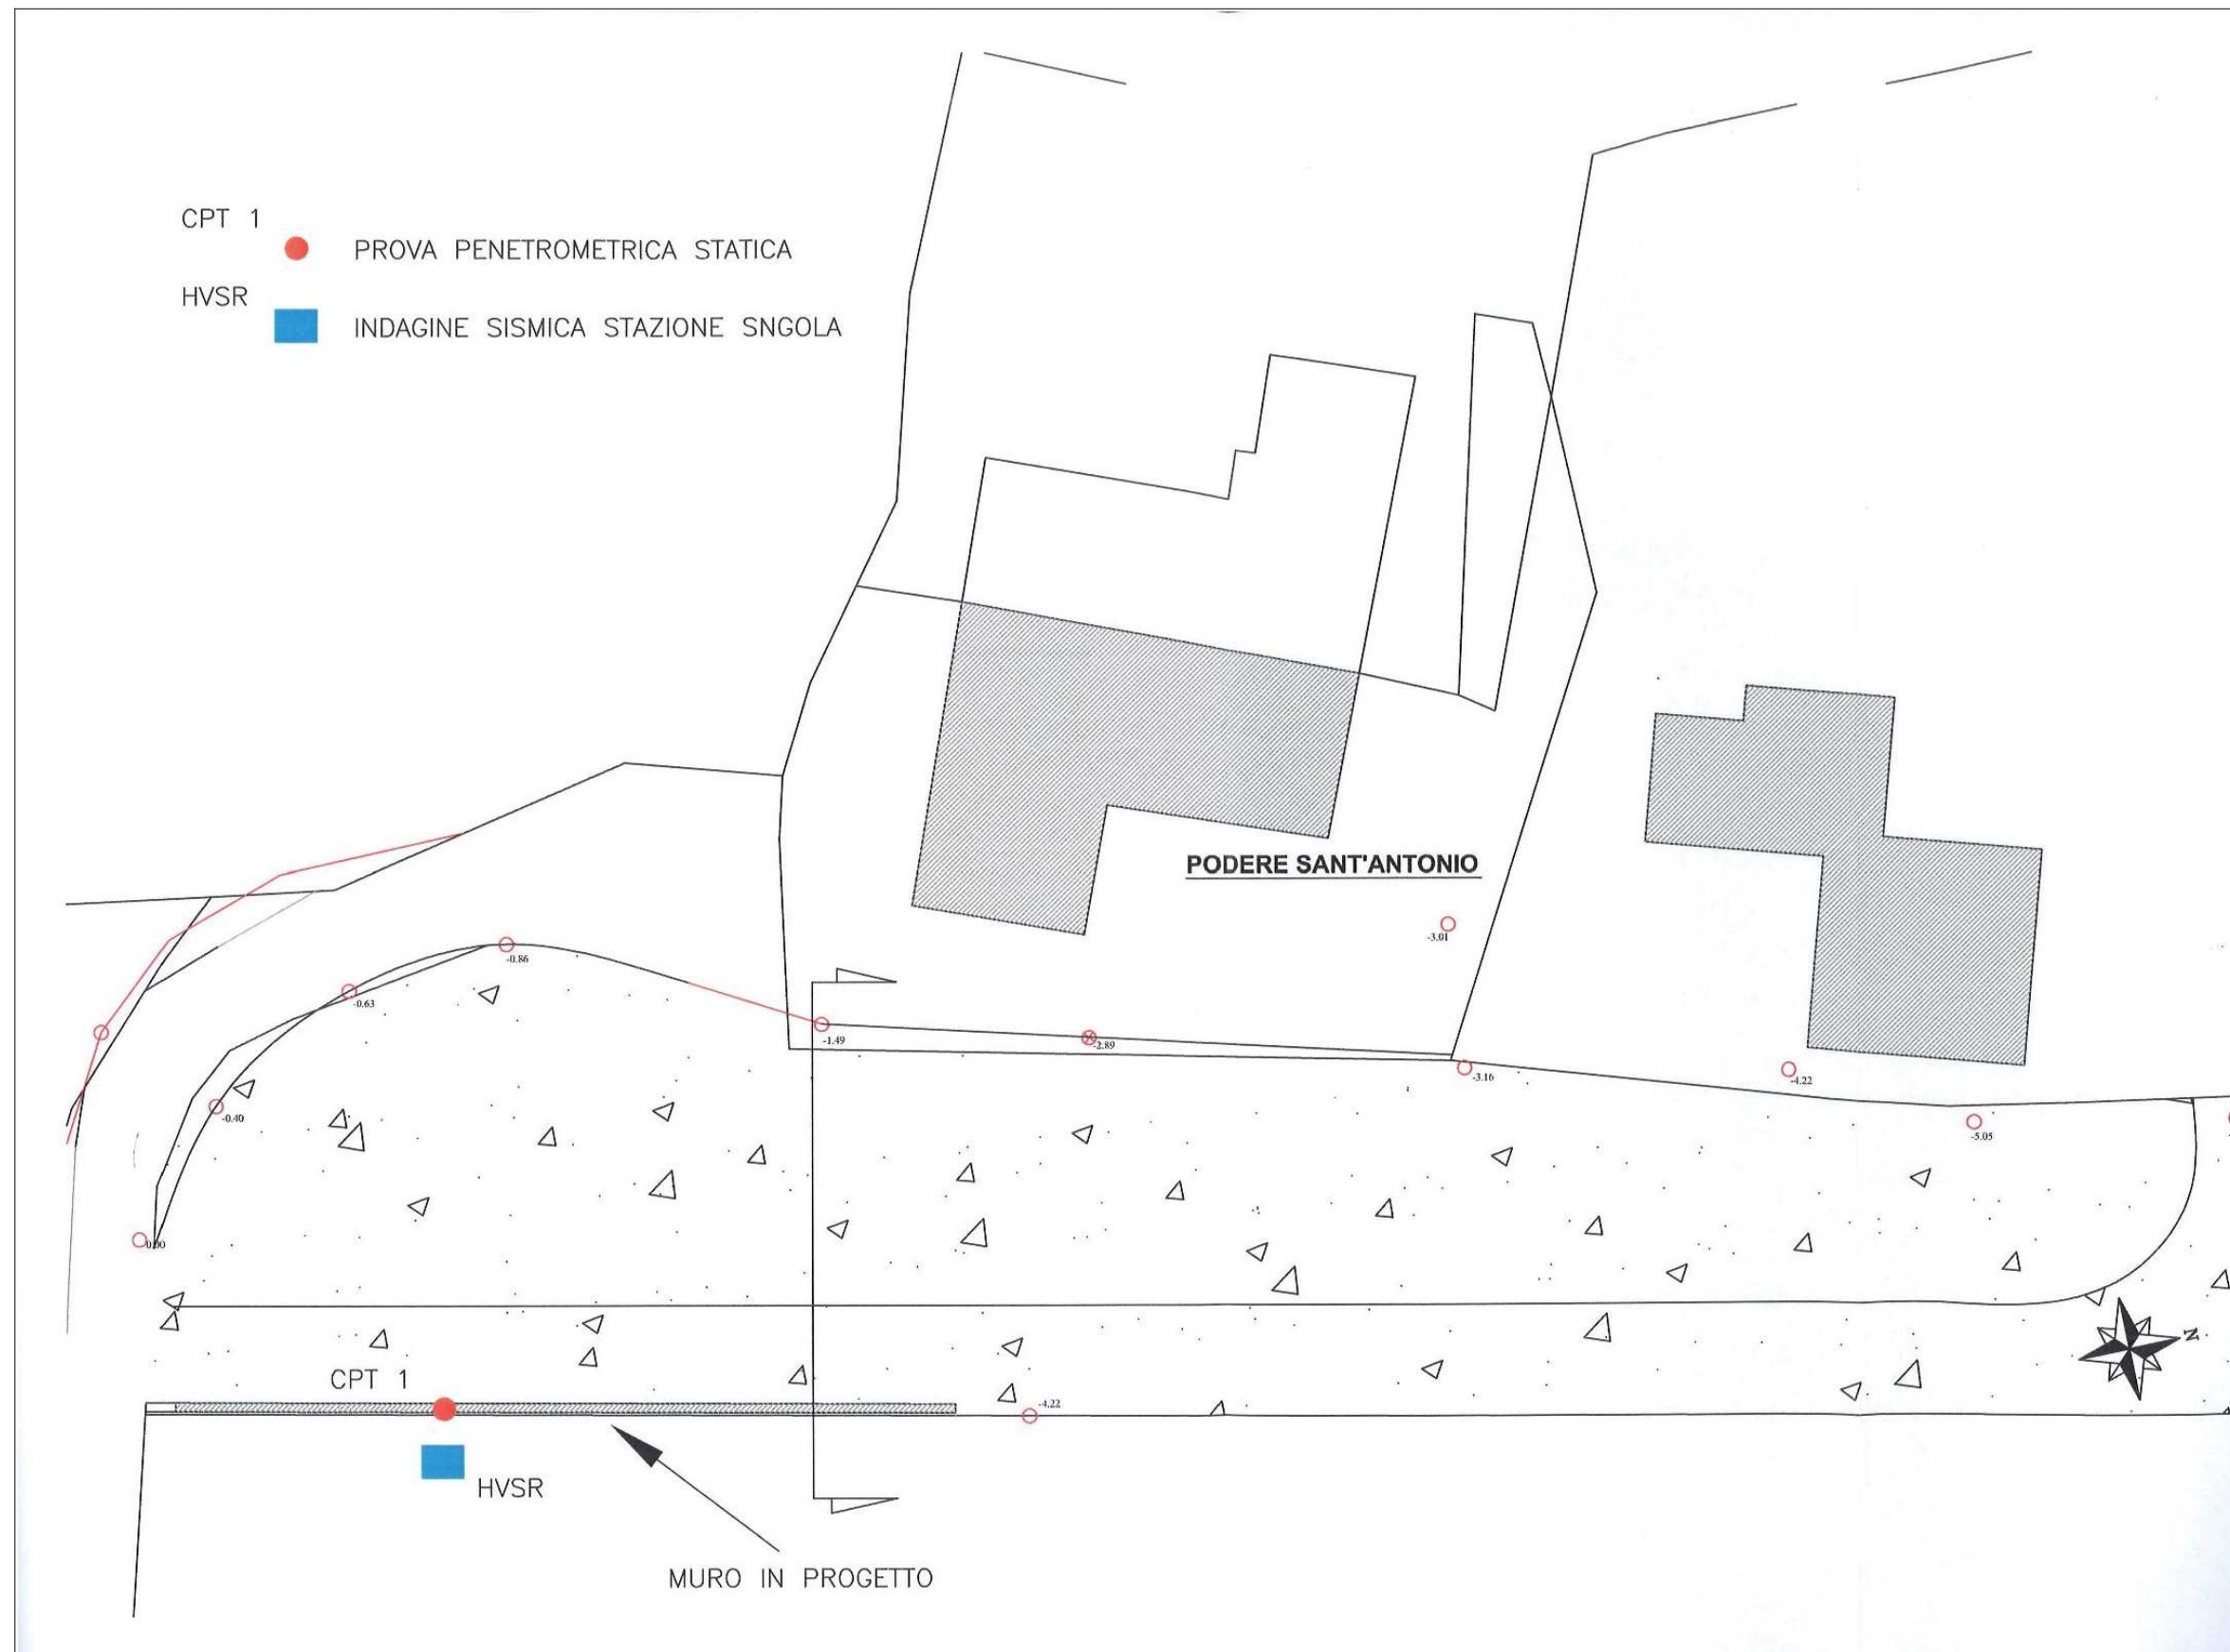 CPT 1
PROVA PENETROMETRICA STATICA
HVSR
INDAGINE SISMICA STAZIONE SNGOLA
PODERE SANT'ANTONIO
-3.01
-0.86
-0.63
-1.49
-2.89
-3.16
-4.22
-0.40
-5.05
0.00
N
CPT 1
-4.22
HVSR
MURO IN PROGETTO